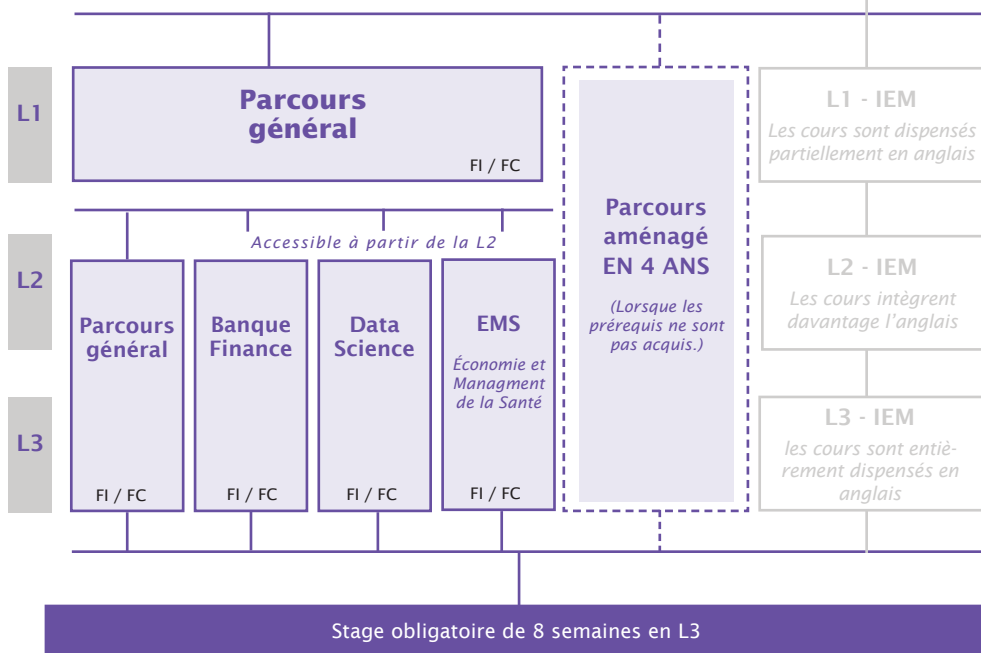 L1
Parcours
général
FI / FC
Parcours
aménagé
EN 4 ANS
(Lorsque les
prérequis ne sont
pas acquis.)
L1 - IEM
Les cours sont dispensés
partiellement en anglais
Accessible à partir de la L2
L2
Parcours
général
FI / FC
Banque
Finance
FI / FC
Data
Science
FI / FC
EMS
Économie et
Managment
de la Santé
FI / FC
L2 - IEM
Les cours intègrent
davantage l'anglais
L3
L3 - IEM
les cours sont entiè-
rement dispensés en
anglais
Stage obligatoire de 8 semaines en L3